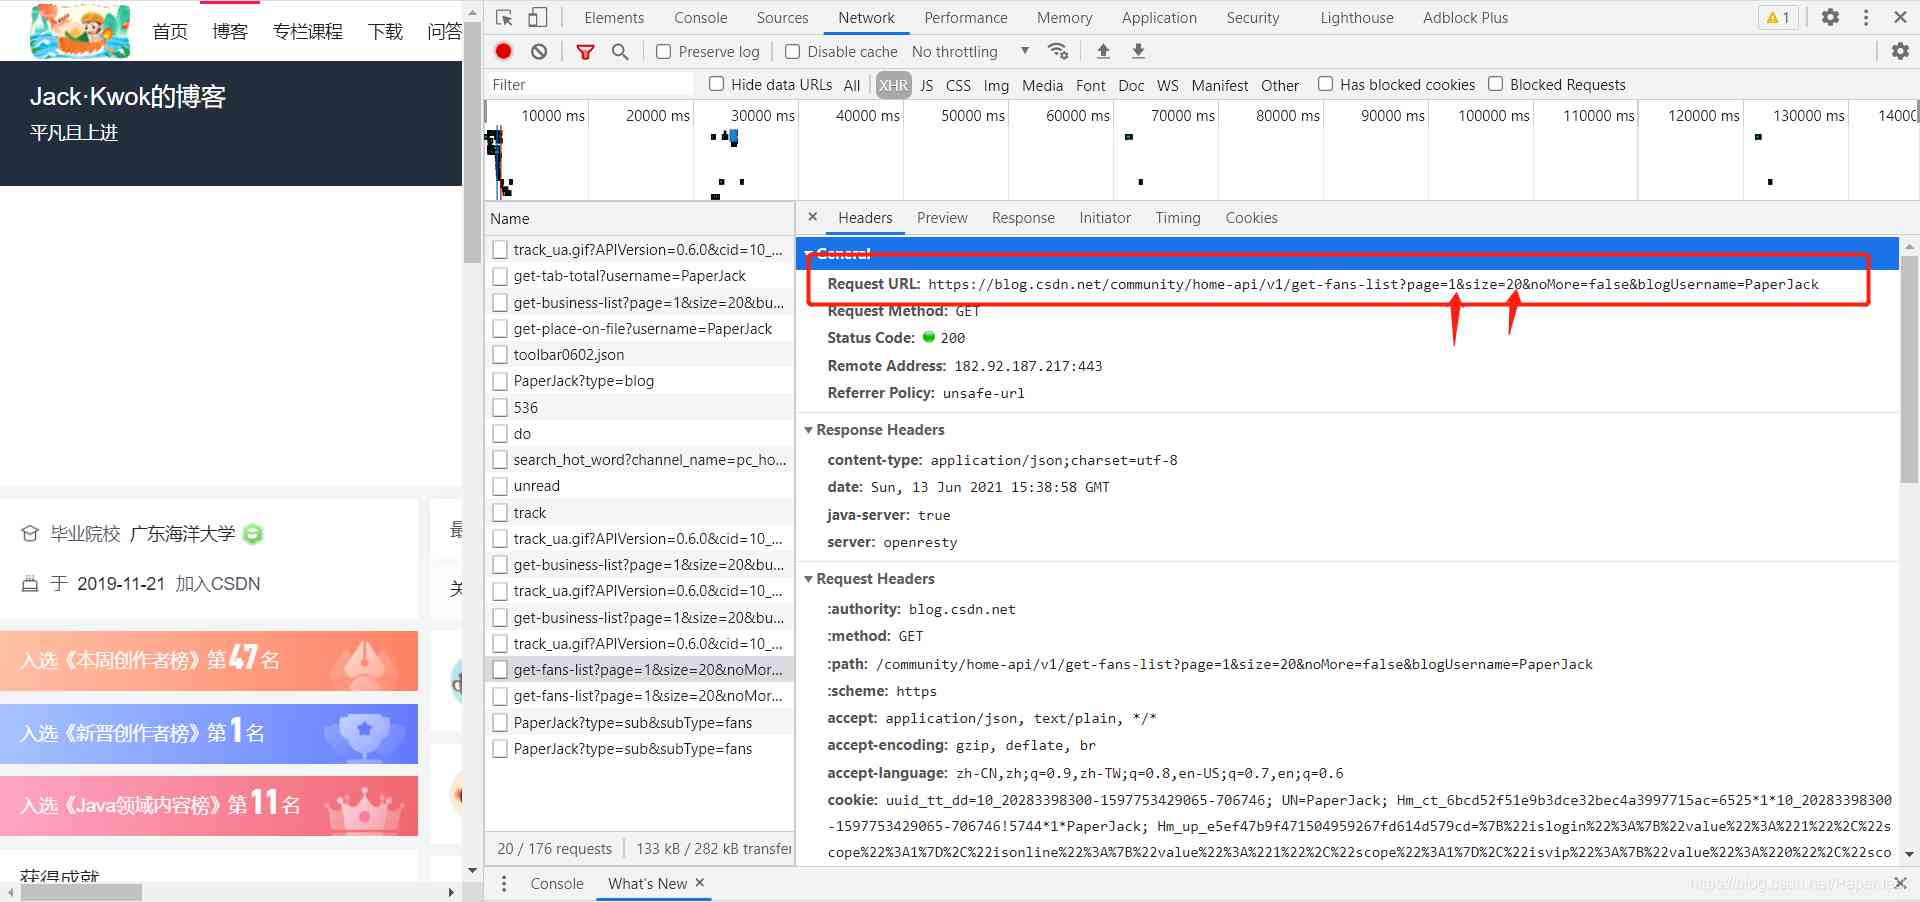 首页 博客 专栏课程 下载 问答
Jack·Kwok的博客
平凡且上进
毕业院校 广东海洋大学
于 2019-11-21 加入CSDN
入选《本周创作者榜》第47名
入选《新晋创作者榜》第1名
入选《Java领域内容榜》第11名
获得成就
最
关
Elements Console Sources Network Performance Memory Application Security Lighthouse Adblock Plus 1
Preserve log Disable cache No throttling
Filter Hide data URLs All XHR JS CSS Img Media Font Doc WS Manifest Other Has blocked cookies Blocked Requests
10000 ms 20000 ms 30000 ms 40000 ms 50000 ms 60000 ms 70000 ms 80000 ms 90000 ms 100000 ms 110000 ms 120000 ms 130000 ms 1400
Name
track_ua.gif?APIVersion=0.6.0&cid=10_...
get-tab-total?username=PaperJack
get-business-list?page=1&size=20&bu...
get-place-on-file?username=PaperJack
toolbar0602.json
PaperJack?type=blog
536
do
search_hot_word?channel_name=pc_ho...
unread
track
track_ua.gif?APIVersion=0.6.0&cid=10_...
get-business-list?page=1&size=20&bu...
track_ua.gif?APIVersion=0.6.0&cid=10_...
get-business-list?page=1&size=20&bu...
track_ua.gif?APIVersion=0.6.0&cid=10_...
get-fans-list?page=1&size=20&noMor...
get-fans-list?page=1&size=20&noMor...
PaperJack?type=sub&subType=fans
PaperJack?type=sub&subType=fans
20 / 176 requests 133 kB / 282 kB transfer
Headers Preview Response Initiator Timing Cookies
General
Request URL: https://blog.csdn.net/community/home-api/v1/get-fans-list?page=1&size=20&noMore=false&blogUsername=PaperJack
Request Method: GET
Status Code: 200
Remote Address: 182.92.187.217:443
Referrer Policy: unsafe-url
Response Headers
content-type: application/json;charset=utf-8
date: Sun, 13 Jun 2021 15:38:58 GMT
java-server: true
server: openresty
Request Headers
:authority: blog.csdn.net
:method: GET
:path: /community/home-api/v1/get-fans-list?page=1&size=20&noMore=false&blogUsername=PaperJack
:scheme: https
accept: application/json, text/plain, */*
accept-encoding: gzip, deflate, br
accept-language: zh-CN,zh;q=0.9,zh-TW;q=0.8,en-US;q=0.7,en;q=0.6
cookie: uuid_tt_dd=10_20283398300-1597753429065-706746; UN=PaperJack; Hm_ct_6bcd52f51e9b3dce32bec4a3997715ac=6525*1*10_20283398300
-1597753429065-706746!5744*1*PaperJack; Hm_up_e5ef47b9f471504959267fd614d579cd=%7B%22islogin%22%3A%7B%22value%22%3A%221%22%2C%22s
cope%22%3A1%7D%2C%22isonline%22%3A%7B%22value%22%3A%221%22%2C%22scope%22%3A1%7D%2C%22isvip%22%3A%7B%22value%22%3A%220%22%2C%22sco
Console What's New
https://blog.csdn.net/PaperJack